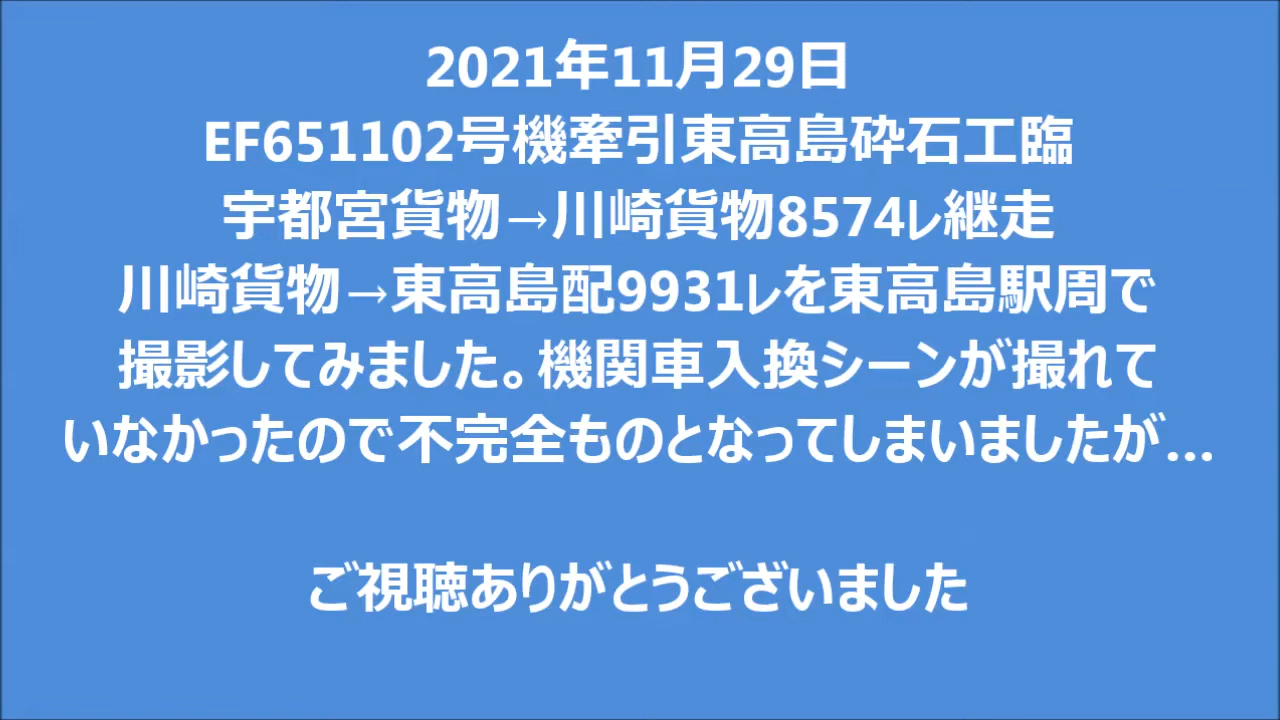 2021年11月29日
EF651102号機牽引東高島砕石工臨
宇都宮貨物→川崎貨物8574レ継走
川崎貨物→東高島配9931レを東高島駅周で
撮影してみました。機関車入換シーンが撮れて
いなかったので不完全ものとなってしまいましたが…
ご視聴ありがとうございました